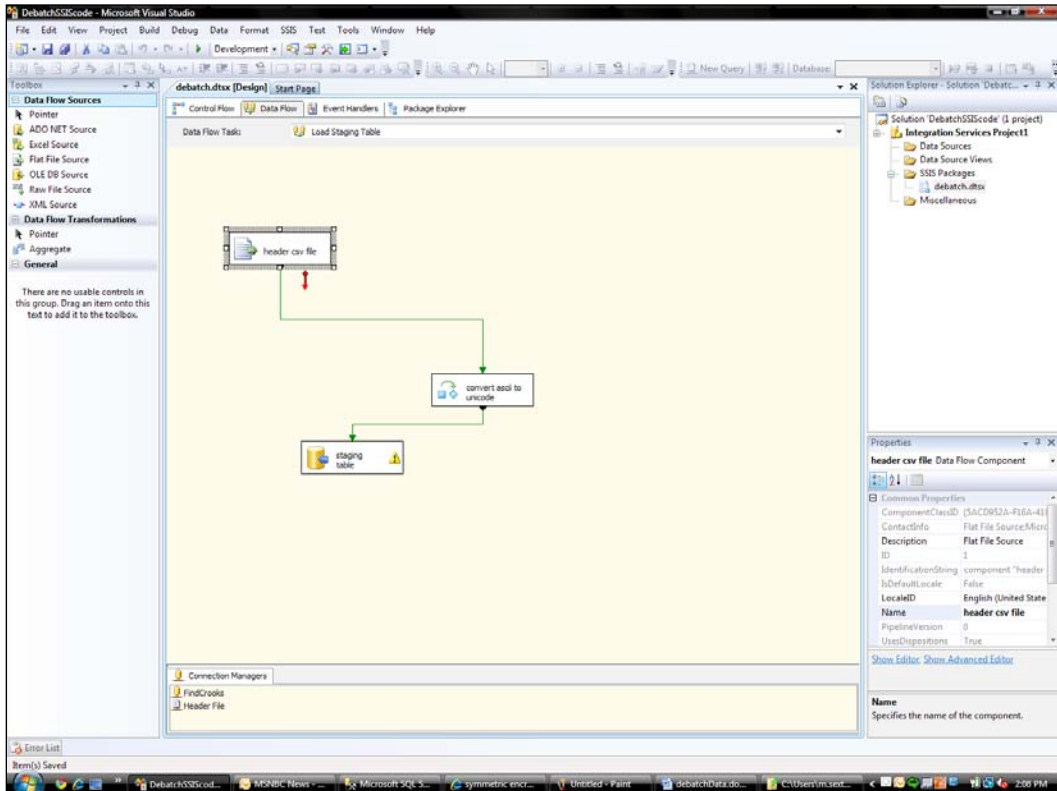 DebatchSSIScode - Microsoft Visual Studio
File Edit View Project Build Debug Data Format SSIS Test Tools Window Help
Development
New Query Database
Toolbox
Data Flow Sources
Pointer
ADO NET Source
Excel Source
Flat File Source
OLE DB Source
Raw File Source
XML Source
Data Flow Transformations
Pointer
Aggregate
General
There are no usable controls in
this group. Drag an item onto this
text to add it to the toolbox.
debatch.dtsx [Design] Start Page
Control Flow Data Flow Event Handlers Package Explorer
Data Flow Task: Load Staging Table
header csv file
convert ascii to
unicode
staging
table
Connection Managers
FindCrooks
Header File
Solution Explorer - Solution 'Debatc...
Solution 'DebatchSSIScode' (1 project)
Integration Services Project1
Data Sources
Data Source Views
SSIS Packages
debatch.dtsx
Miscellaneous
Properties
header csv file Data Flow Component
Common Properties
ComponentClassID
ContactInfo Flat File Source;Micro
Description Flat File Source
ID 1
IdentificationString component "header
IsDefaultLocale False
LocaleID English (United State
Name header csv file
PipelineVersion 0
UsesDispositions True
Show Editor, Show Advanced Editor
Name
Specifies the name of the component.
Error List
Item(s) Saved
DebatchSSIScod... MSNBC News - ... Microsoft SQL S... symmetric encr... Untitled - Paint debatchData.do... C:\Users\m.sext... 2:08 PM